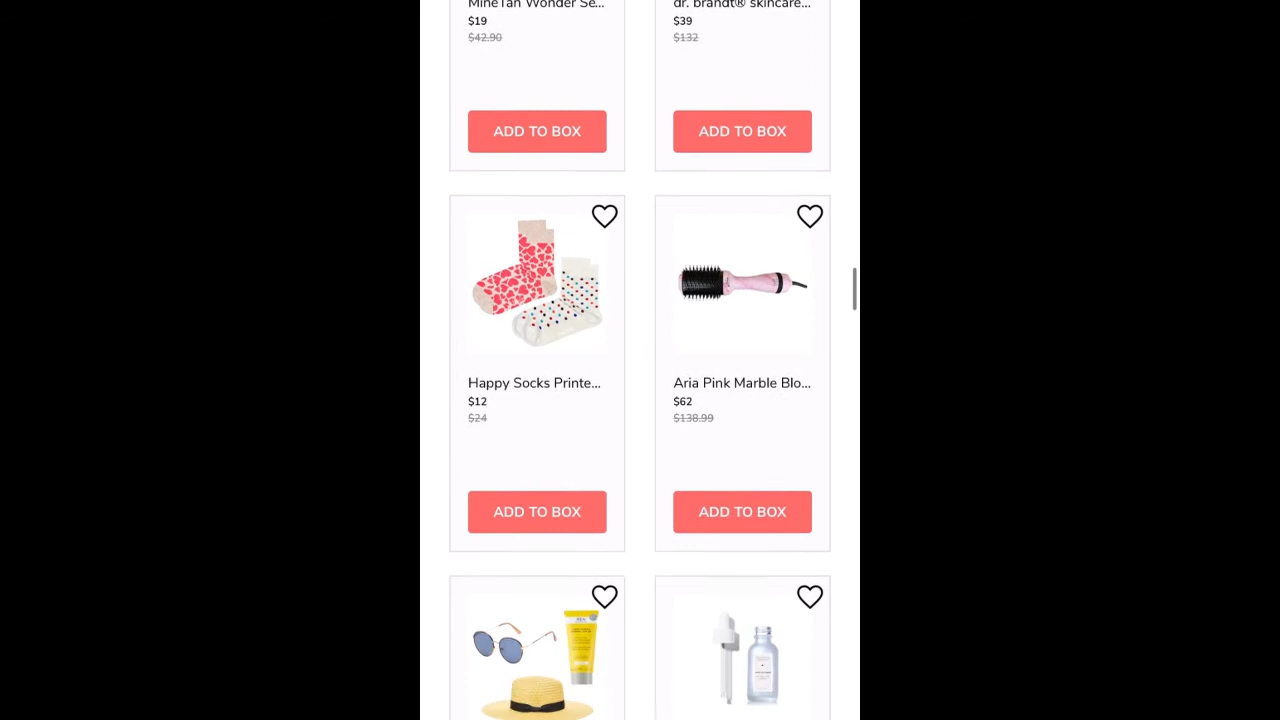 MineTan Wonder Se...
$19
$42.90
ADD TO BOX
dr. brandt® skincare...
$39
$132
ADD TO BOX
Happy Socks Printe...
$12
$24
ADD TO BOX
Aria Pink Marble Blo...
$62
$138.99
ADD TO BOX
REN